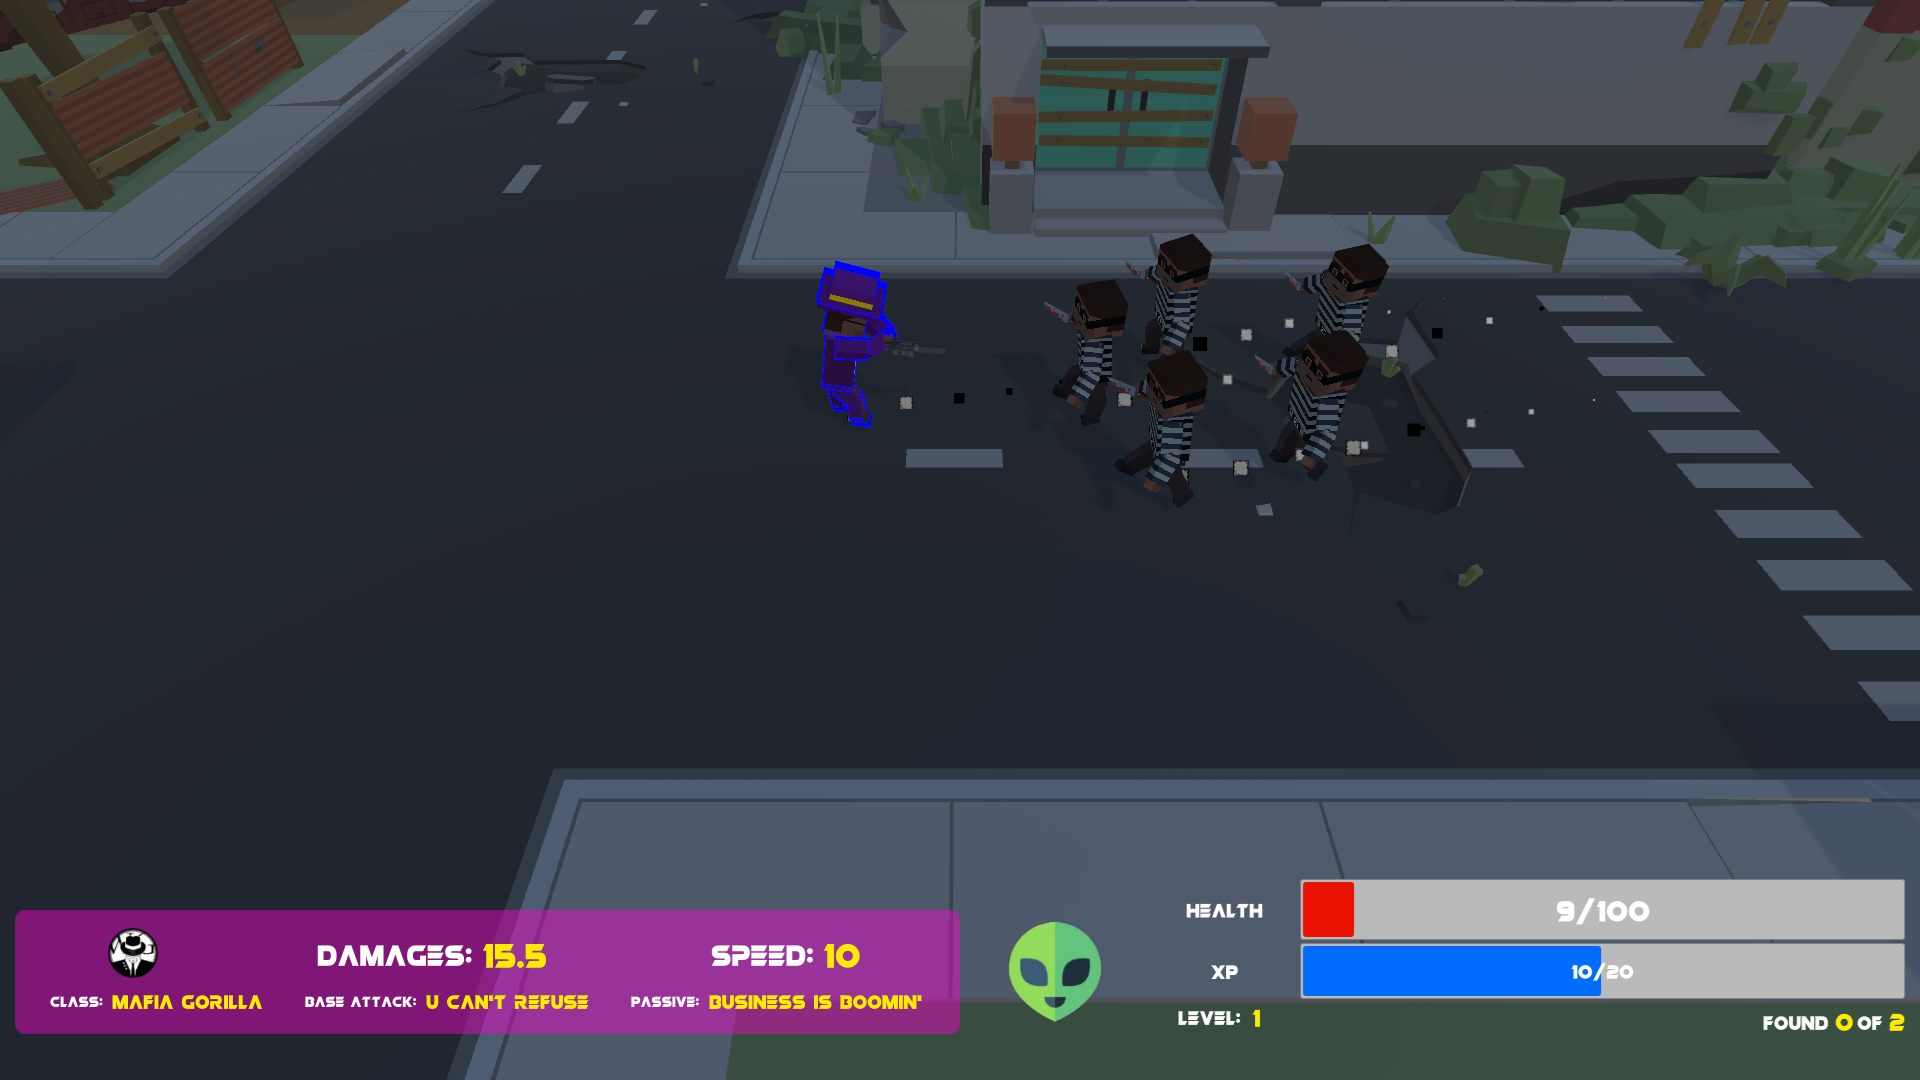 DAMAGES: 15.5
SPEED: 10
CLASS: MAFIA GORILLA
BASE ATTACK: U CAN'T REFUSE
PASSIVE: BUSINESS IS BOOMIN'
HEALTH
9/100
XP
10/20
LEVEL: 1
FOUND 0 OF 2